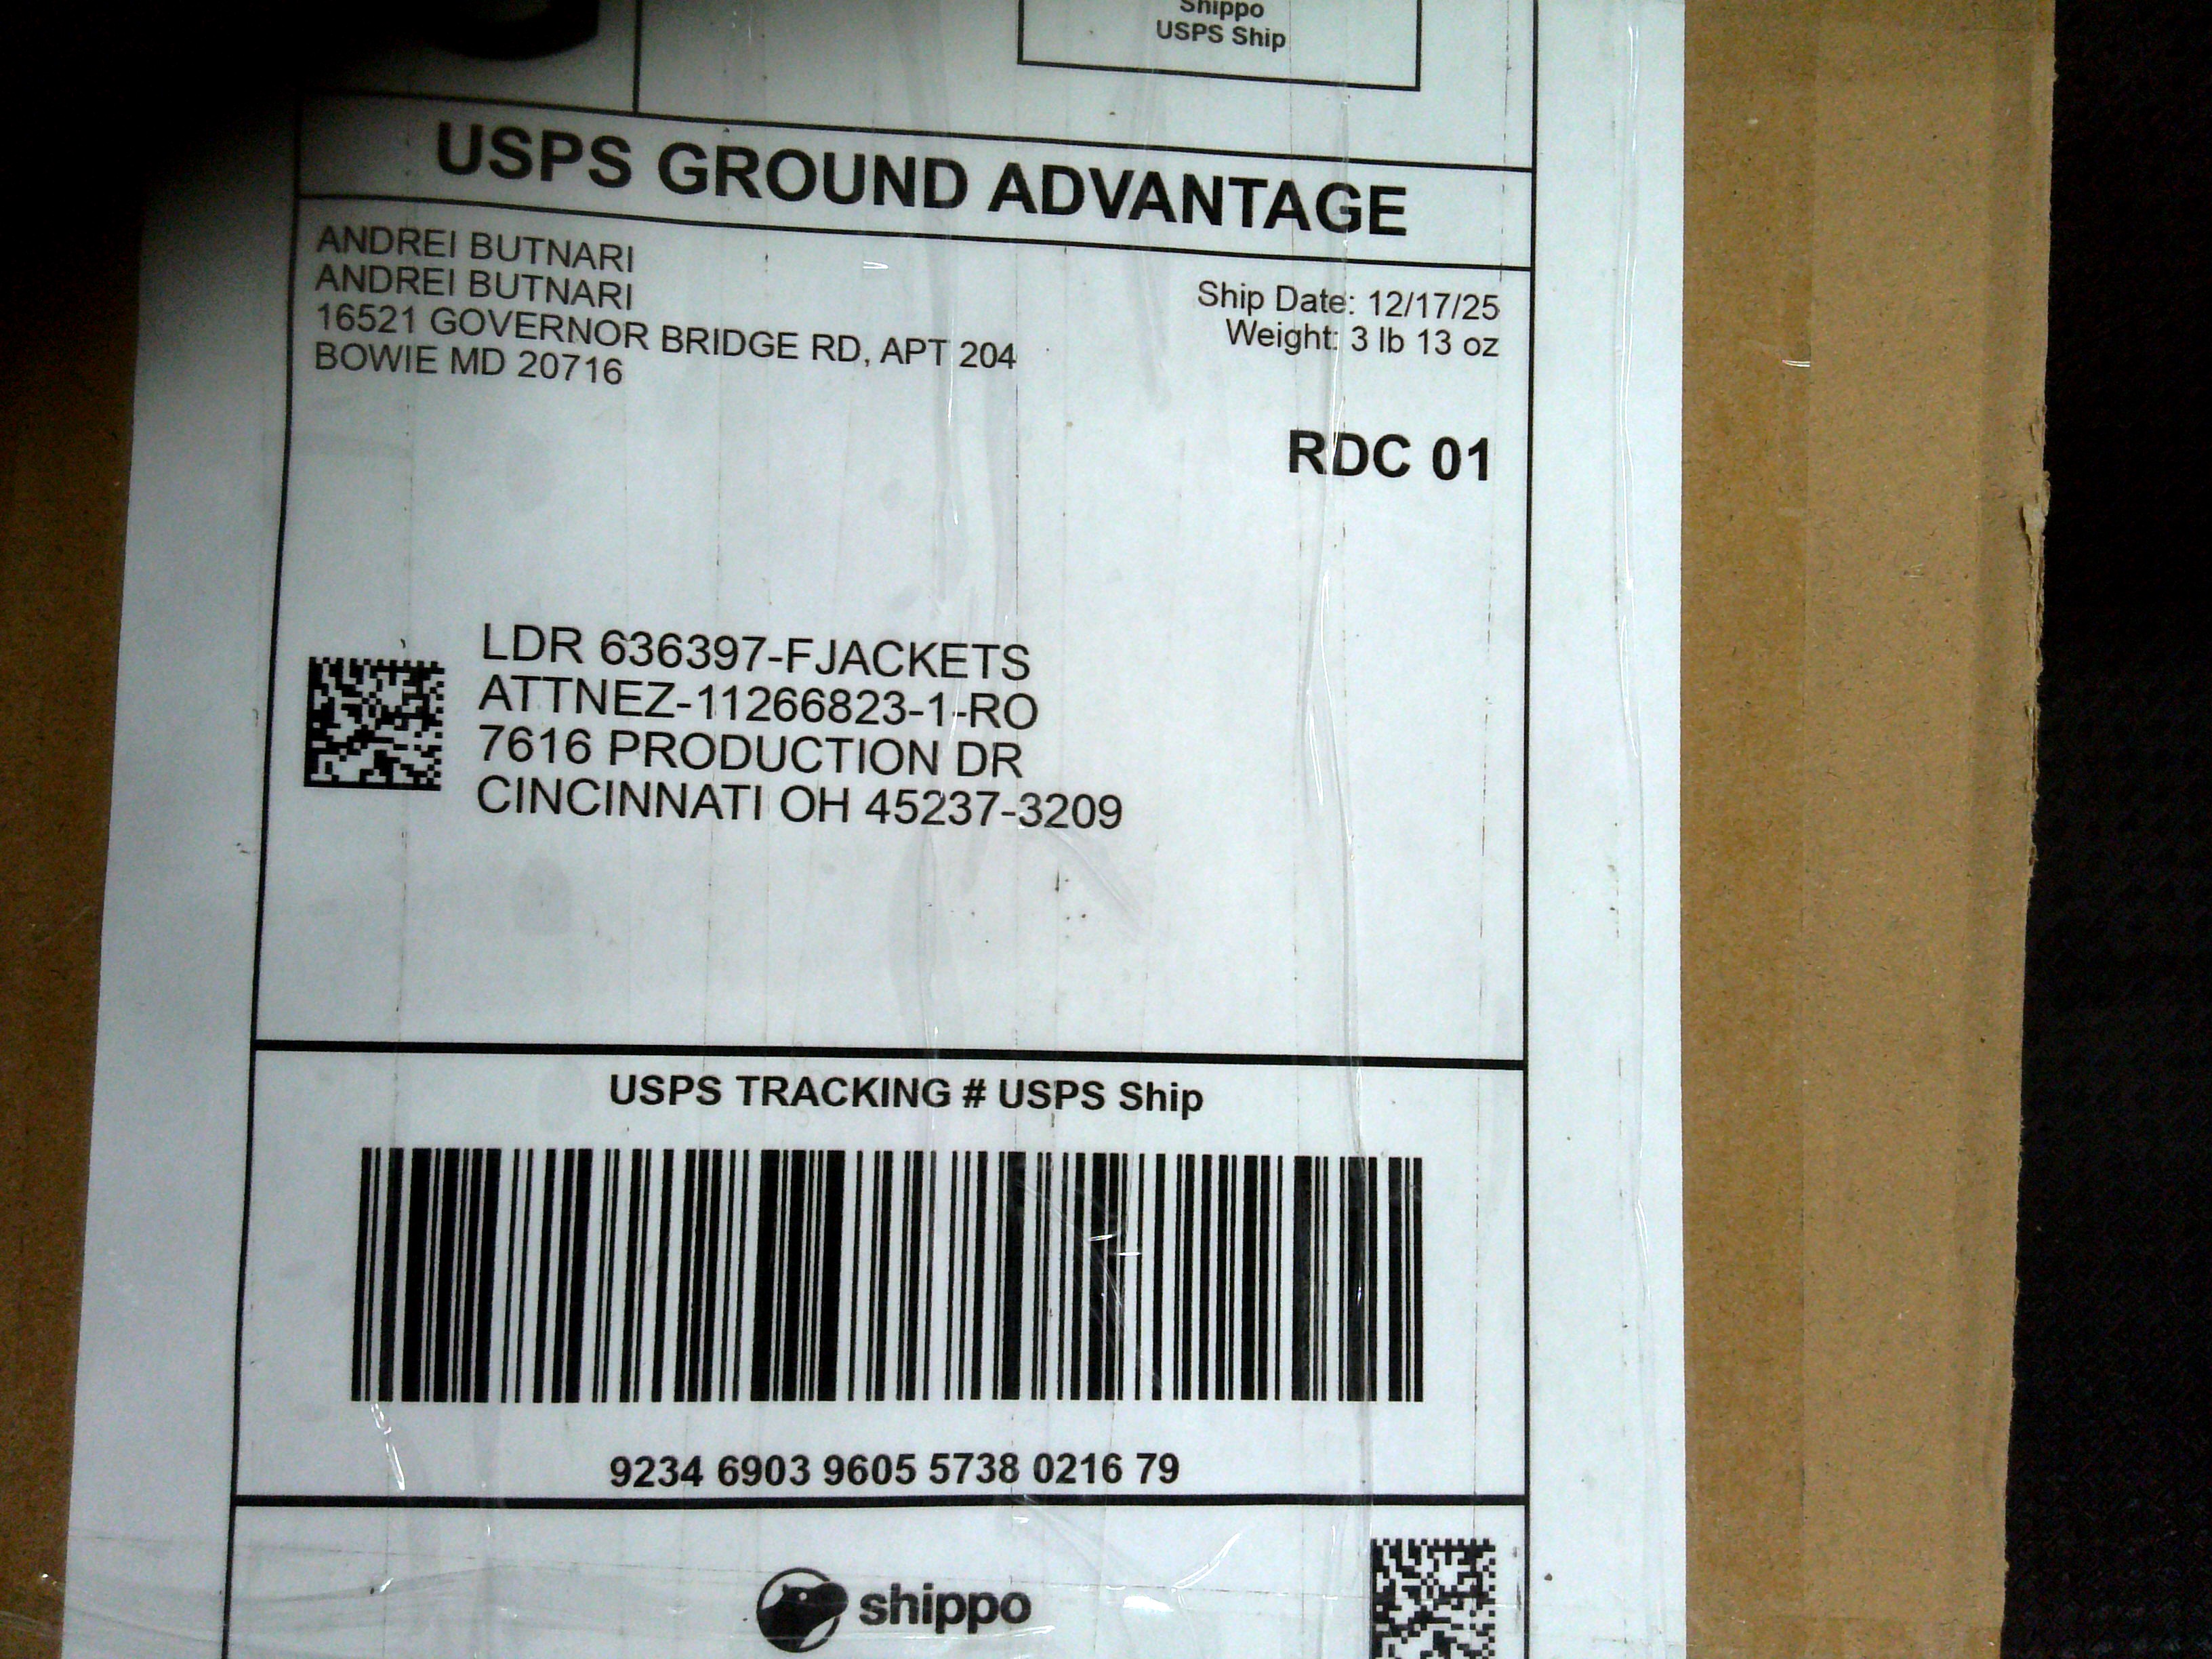 Shippo
USPS Ship
USPS GROUND ADVANTAGE
ANDREI BUTNARI
ANDREI BUTNARI
16521 GOVERNOR BRIDGE RD, APT 204
BOWIE MD 20716
Ship Date: 12/17/25
Weight: 3 lb 13 oz
RDC 01
LDR 636397-FJACKETS
ATTNEZ-11266823-1-RO
7616 PRODUCTION DR
CINCINNATI OH 45237-3209
USPS TRACKING # USPS Ship
9234 6903 9605 5738 0216 79
shippo